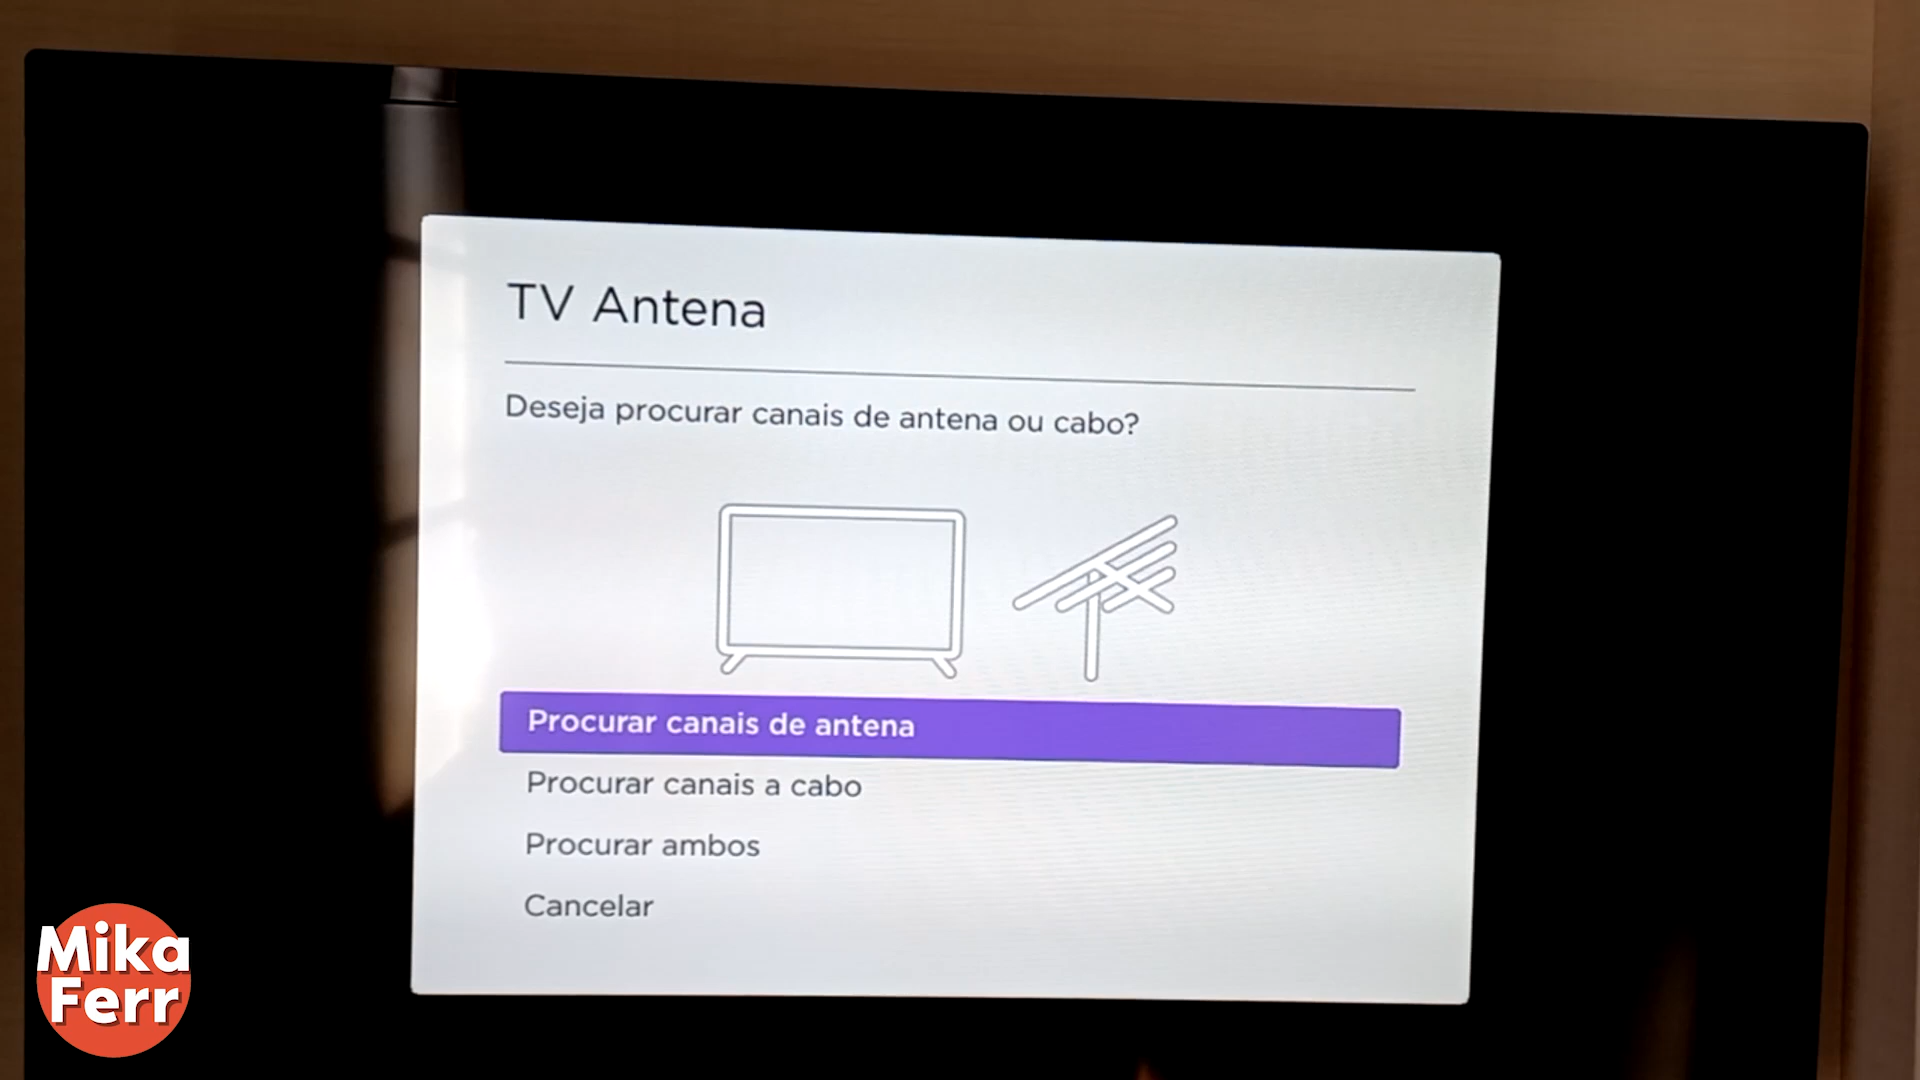 TV Antena
Deseja procurar canais de antena ou cabo?
Procurar canais de antena
Procurar canais a cabo
Procurar ambos
Cancelar
Mika
Ferr